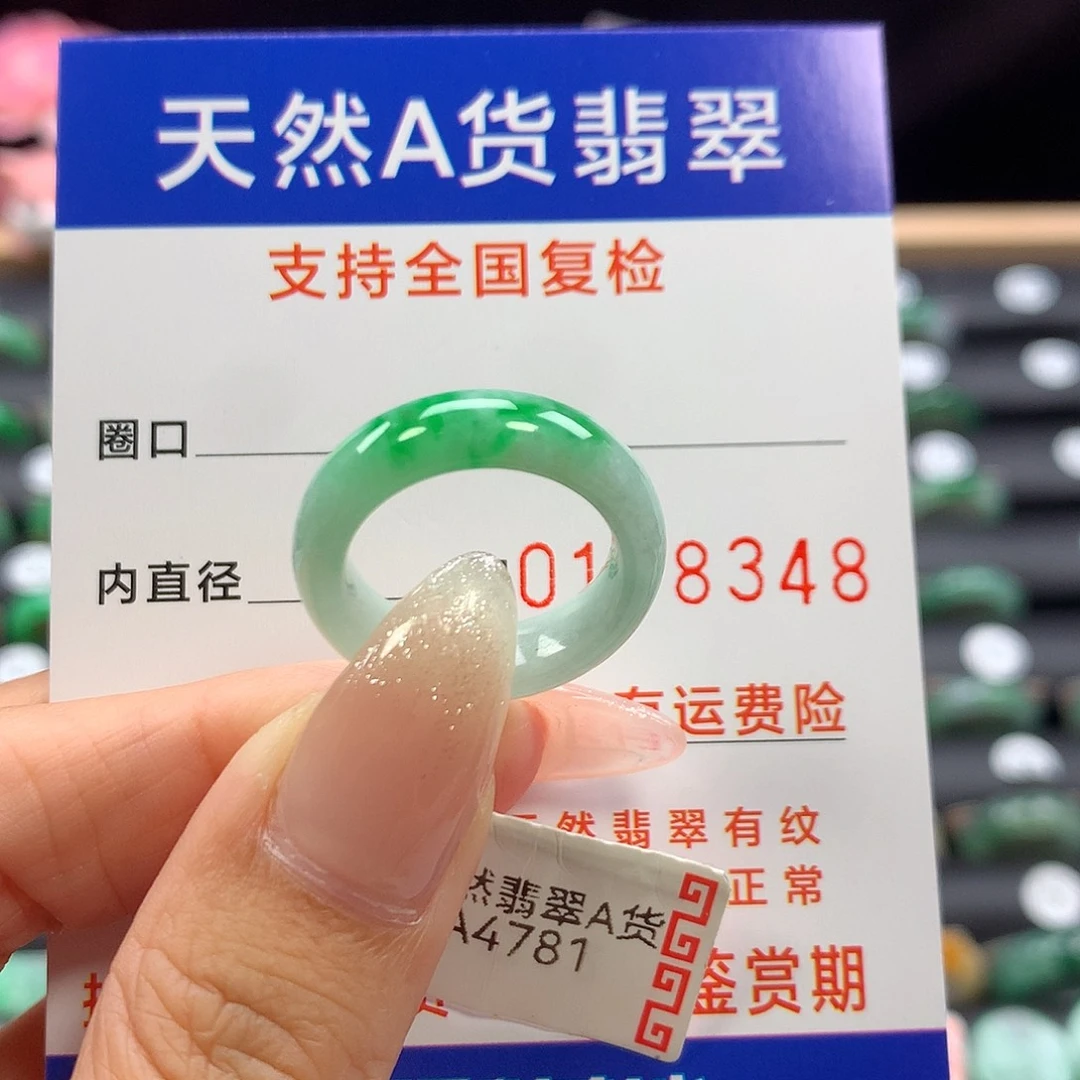 天然A货翡翠
支持全国复检
圈口
内直径 01 8348
运费险
然翡翠有纹
正常
然翡翠A货
A4781
鉴赏期